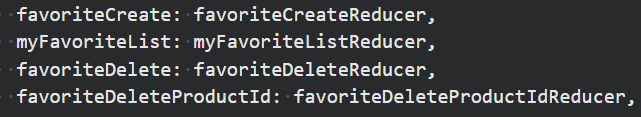 favoriteCreate: favoriteCreateReducer,
myFavoriteList: myFavoriteListReducer,
favoriteDelete: favoriteDeleteReducer,
favoriteDeleteProductId: favoriteDeleteProductIdReducer,